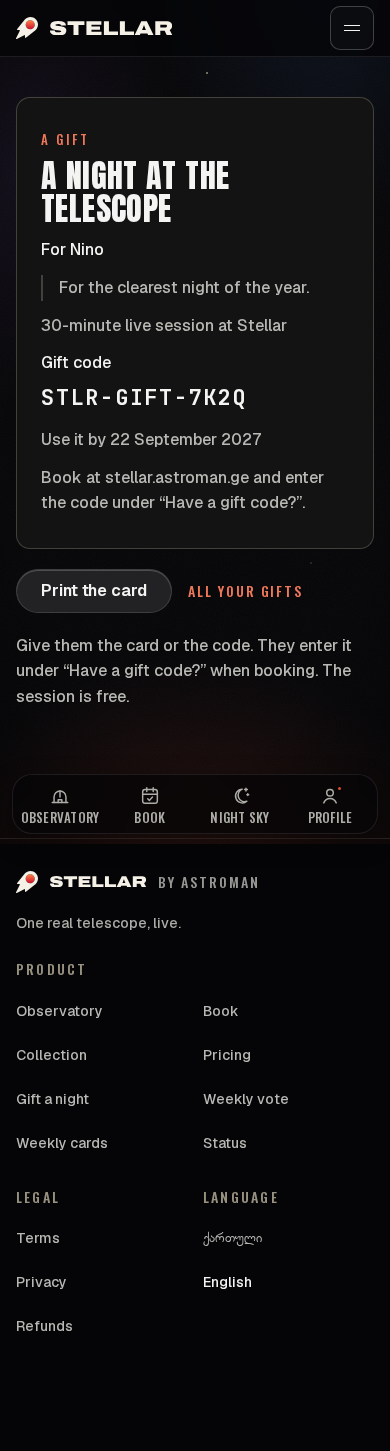 STELLAR
A GIFT
A NIGHT AT THE
TELESCOPE
For Nino
For the clearest night of the year.
30-minute live session at Stellar
Gift code
STLR-GIFT-7K2Q
Use it by 22 September 2027
Book at stellar.astroman.ge and enter
the code under “Have a gift code?”.
Print the card
ALL YOUR GIFTS
Give them the card or the code. They enter it
under “Have a gift code?” when booking. The
session is free.
OBSERVATORY BOOK NIGHT SKY PROFILE
STELLAR BY ASTROMAN
One real telescope, live.
PRODUCT
Observatory Book
Collection Pricing
Gift a night Weekly vote
Weekly cards Status
LEGAL LANGUAGE
Terms ქართული
Privacy English
Refunds